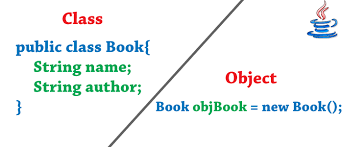 Class
public class Book{
String name;
String author;
}
Object
Book objBook = new Book();